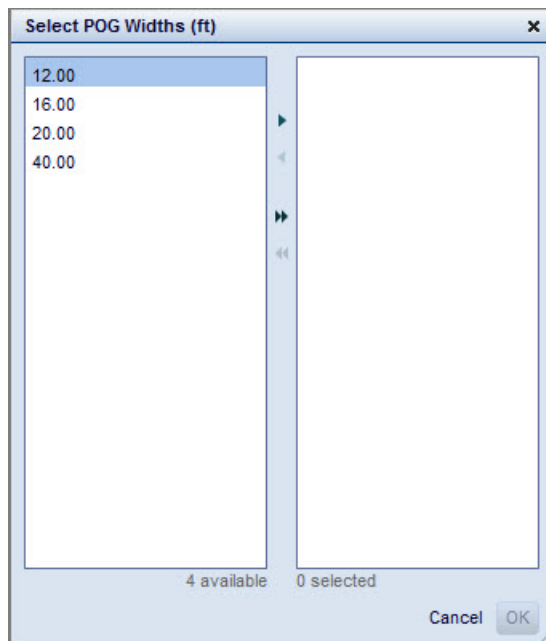 Select POG Widths (ft)
12.00
16.00
20.00
40.00
4 available
0 selected
Cancel
OK